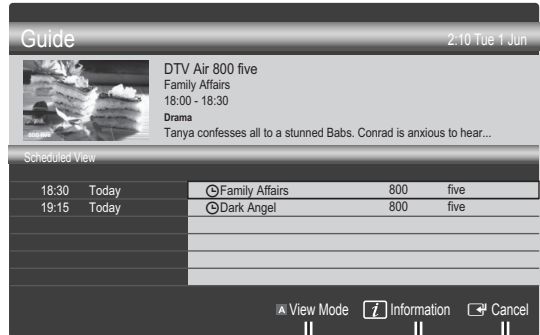 Guide 2:10 Tue 1 Jun
DTV Air 800 five
Family Affairs
18:00 - 18:30
Drama
Tanya confesses all to a stunned Babs. Conrad is anxious to hear...
800 five
Scheduled View
18:30 Today Family Affairs 800 five
19:15 Today Dark Angel 800 five
A View Mode i Information Cancel